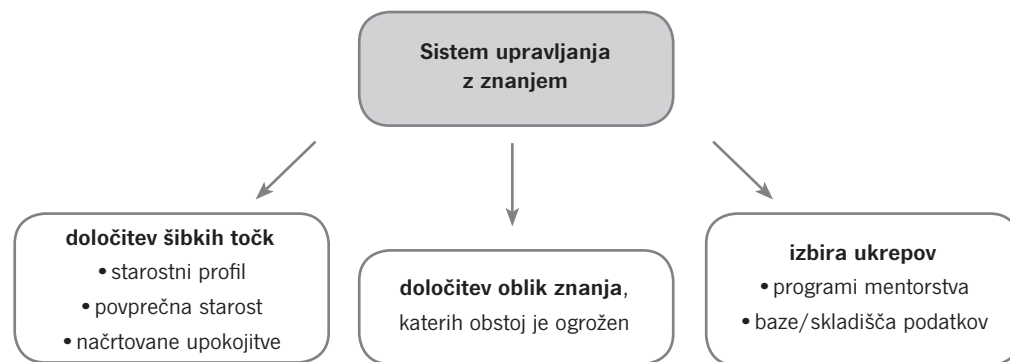 Sistem upravljanja
z znanjem
določitev šibkih točk
• starostni profil
• povprečna starost
• načrtovane upokojitve
določitev oblik znanja,
katerih obstoj je ogrožen
izbira ukrepov
• programi mentorstva
• baze/skladišča podatkov